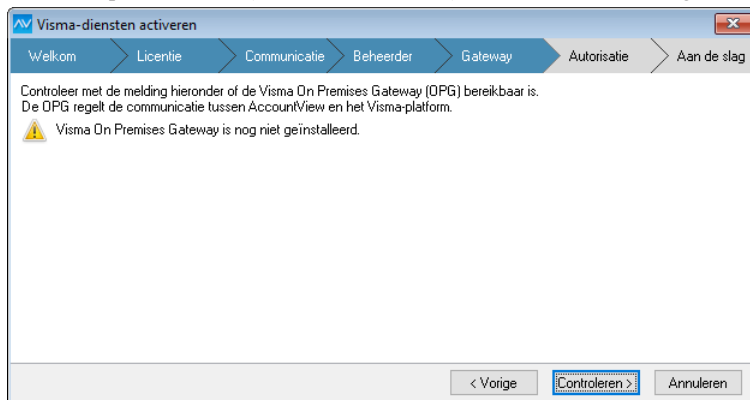 Visma-diensten activeren
Welkom Licentie Communicatie Beheerder Gateway Autorisatie Aan de slag
Controleer met de melding hieronder of de Visma On Premises Gateway (OPG) bereikbaar is.
De OPG regelt de communicatie tussen AccountView en het Visma-platform.
Visma On Premises Gateway is nog niet geïnstalleerd.
< Vorige Controleren > Annuleren